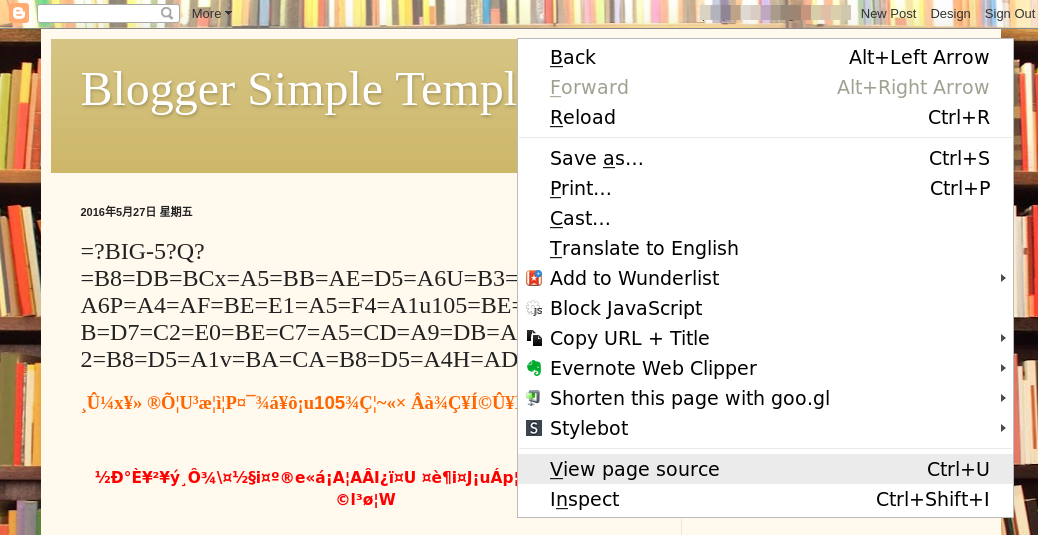 More
New Post Design Sign Out
Blogger Simple Templ
2016年5月27日 星期五
=?BIG-5?Q?
=B8=DB=BCx=A5=BB=AE=D5=A6U=B3=
A6P=A4=AF=BE=E1=A5=F4=A1u105=BE=
B=D7=C2=E0=BE=C7=A5=CD=A9=DB=A
2=B8=D5=A1v=BA=CA=B8=D5=A4H=AD
¸Û¼x¥» ®Õ¦U³æ¦ì¦P¤¯¾á¥ô¡u105¾Ç¦~«× Âà¾Ç¥Í©Û¥
½Ð°È¥²¥ý¸Ô¾\¤½§i¤º®e«á¡A¦AÂI¿ï¤U ¤è¶i¤J¡uÁp¦
©I³ø¦W
Back Alt+Left Arrow
Forward Alt+Right Arrow
Reload Ctrl+R
Save as... Ctrl+S
Print... Ctrl+P
Cast...
Translate to English
Add to Wunderlist
Block JavaScript
Copy URL + Title
Evernote Web Clipper
Shorten this page with goo.gl
Stylebot
View page source Ctrl+U
Inspect Ctrl+Shift+I